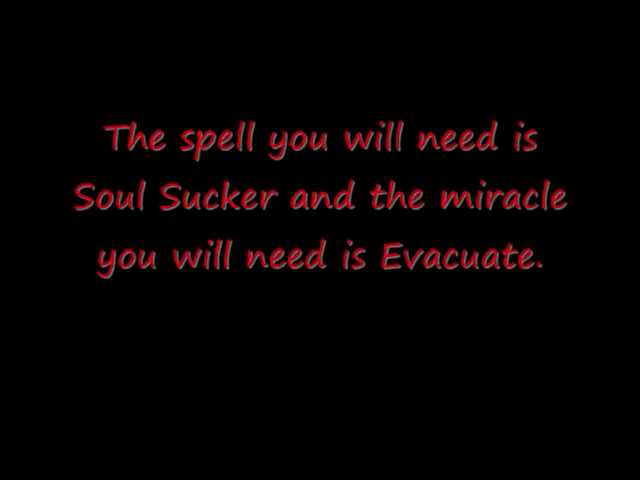 The spell you will need is
Soul Sucker and the miracle
you will need is Evacuate.